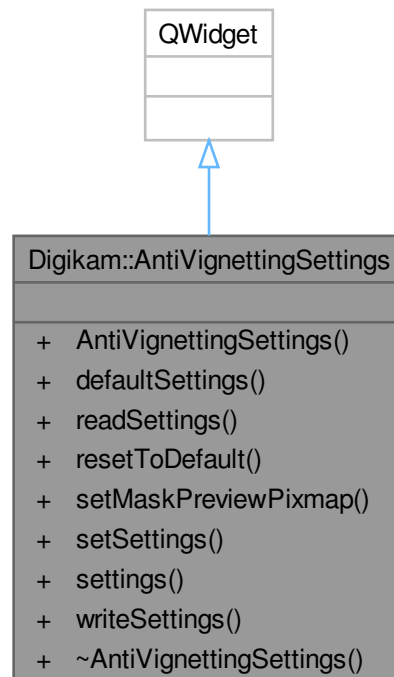 QWidget
Digikam::AntiVignettingSettings
+ AntiVignettingSettings()
+ defaultSettings()
+ readSettings()
+ resetToDefault()
+ setMaskPreviewPixmap()
+ setSettings()
+ settings()
+ writeSettings()
+ ~AntiVignettingSettings()